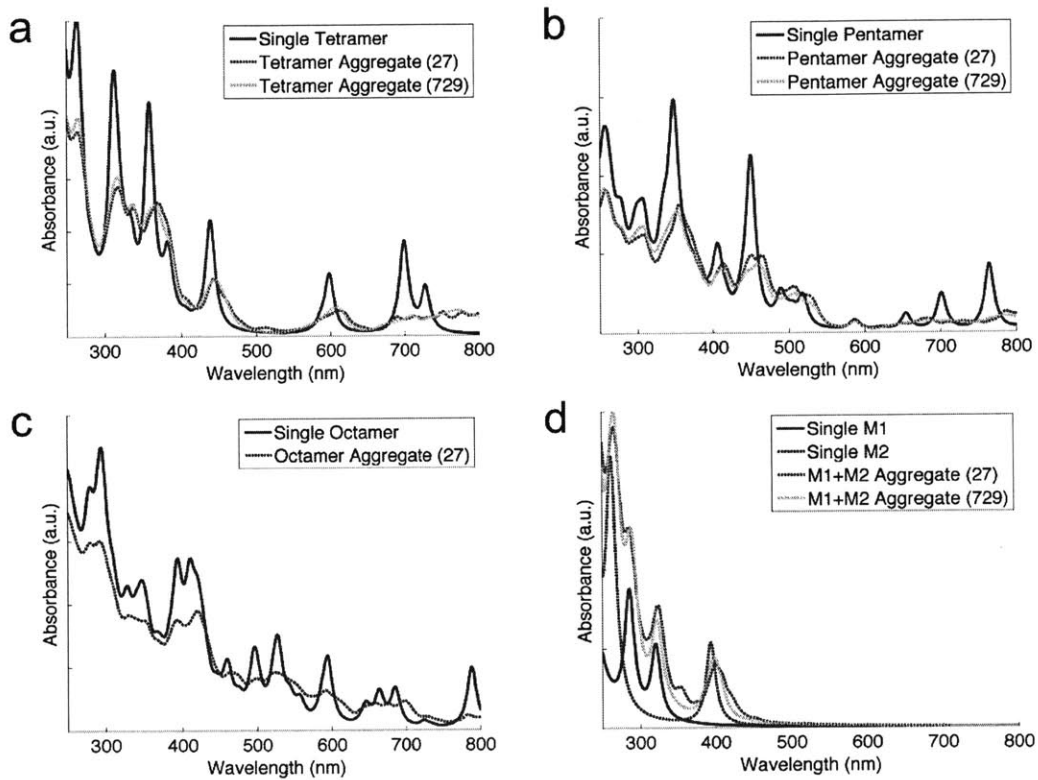 a
Single Tetramer
Tetramer Aggregate (27)
Tetramer Aggregate (729)
Absorbance (a.u.)
300 400 500 600 700 800
Wavelength (nm)
b
Single Pentamer
Pentamer Aggregate (27)
Pentamer Aggregate (729)
Absorbance (a.u.)
300 400 500 600 700 800
Wavelength (nm)
c
Single Octamer
Octamer Aggregate (27)
Absorbance (a.u.)
300 400 500 600 700 800
Wavelength (nm)
d
Single M1
Single M2
M1+M2 Aggregate (27)
M1+M2 Aggregate (729)
Absorbance (a.u.)
300 400 500 600 700 800
Wavelength (nm)